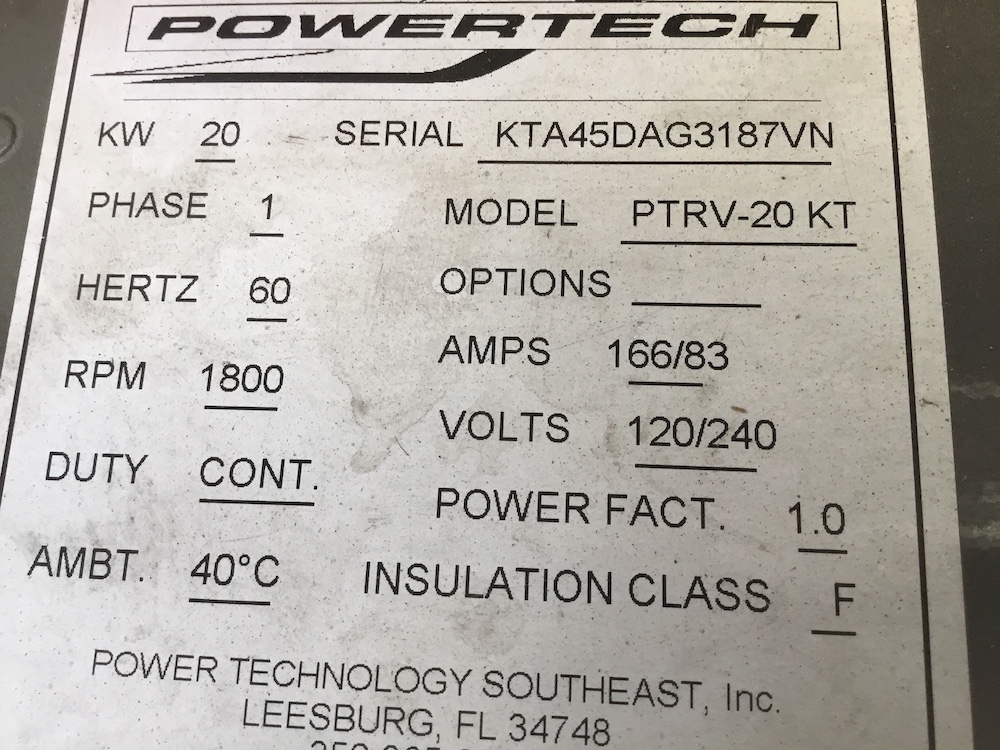 POWERTECH
KW 20 SERIAL KTA45DAG3187VN
PHASE 1 MODEL PTRV-20 KT
HERTZ 60 OPTIONS
RPM 1800 AMPS 166/83
VOLTS 120/240
DUTY CONT. POWER FACT. 1.0
AMBT. 40°C INSULATION CLASS F
POWER TECHNOLOGY SOUTHEAST, Inc.
LEESBURG, FL 34748